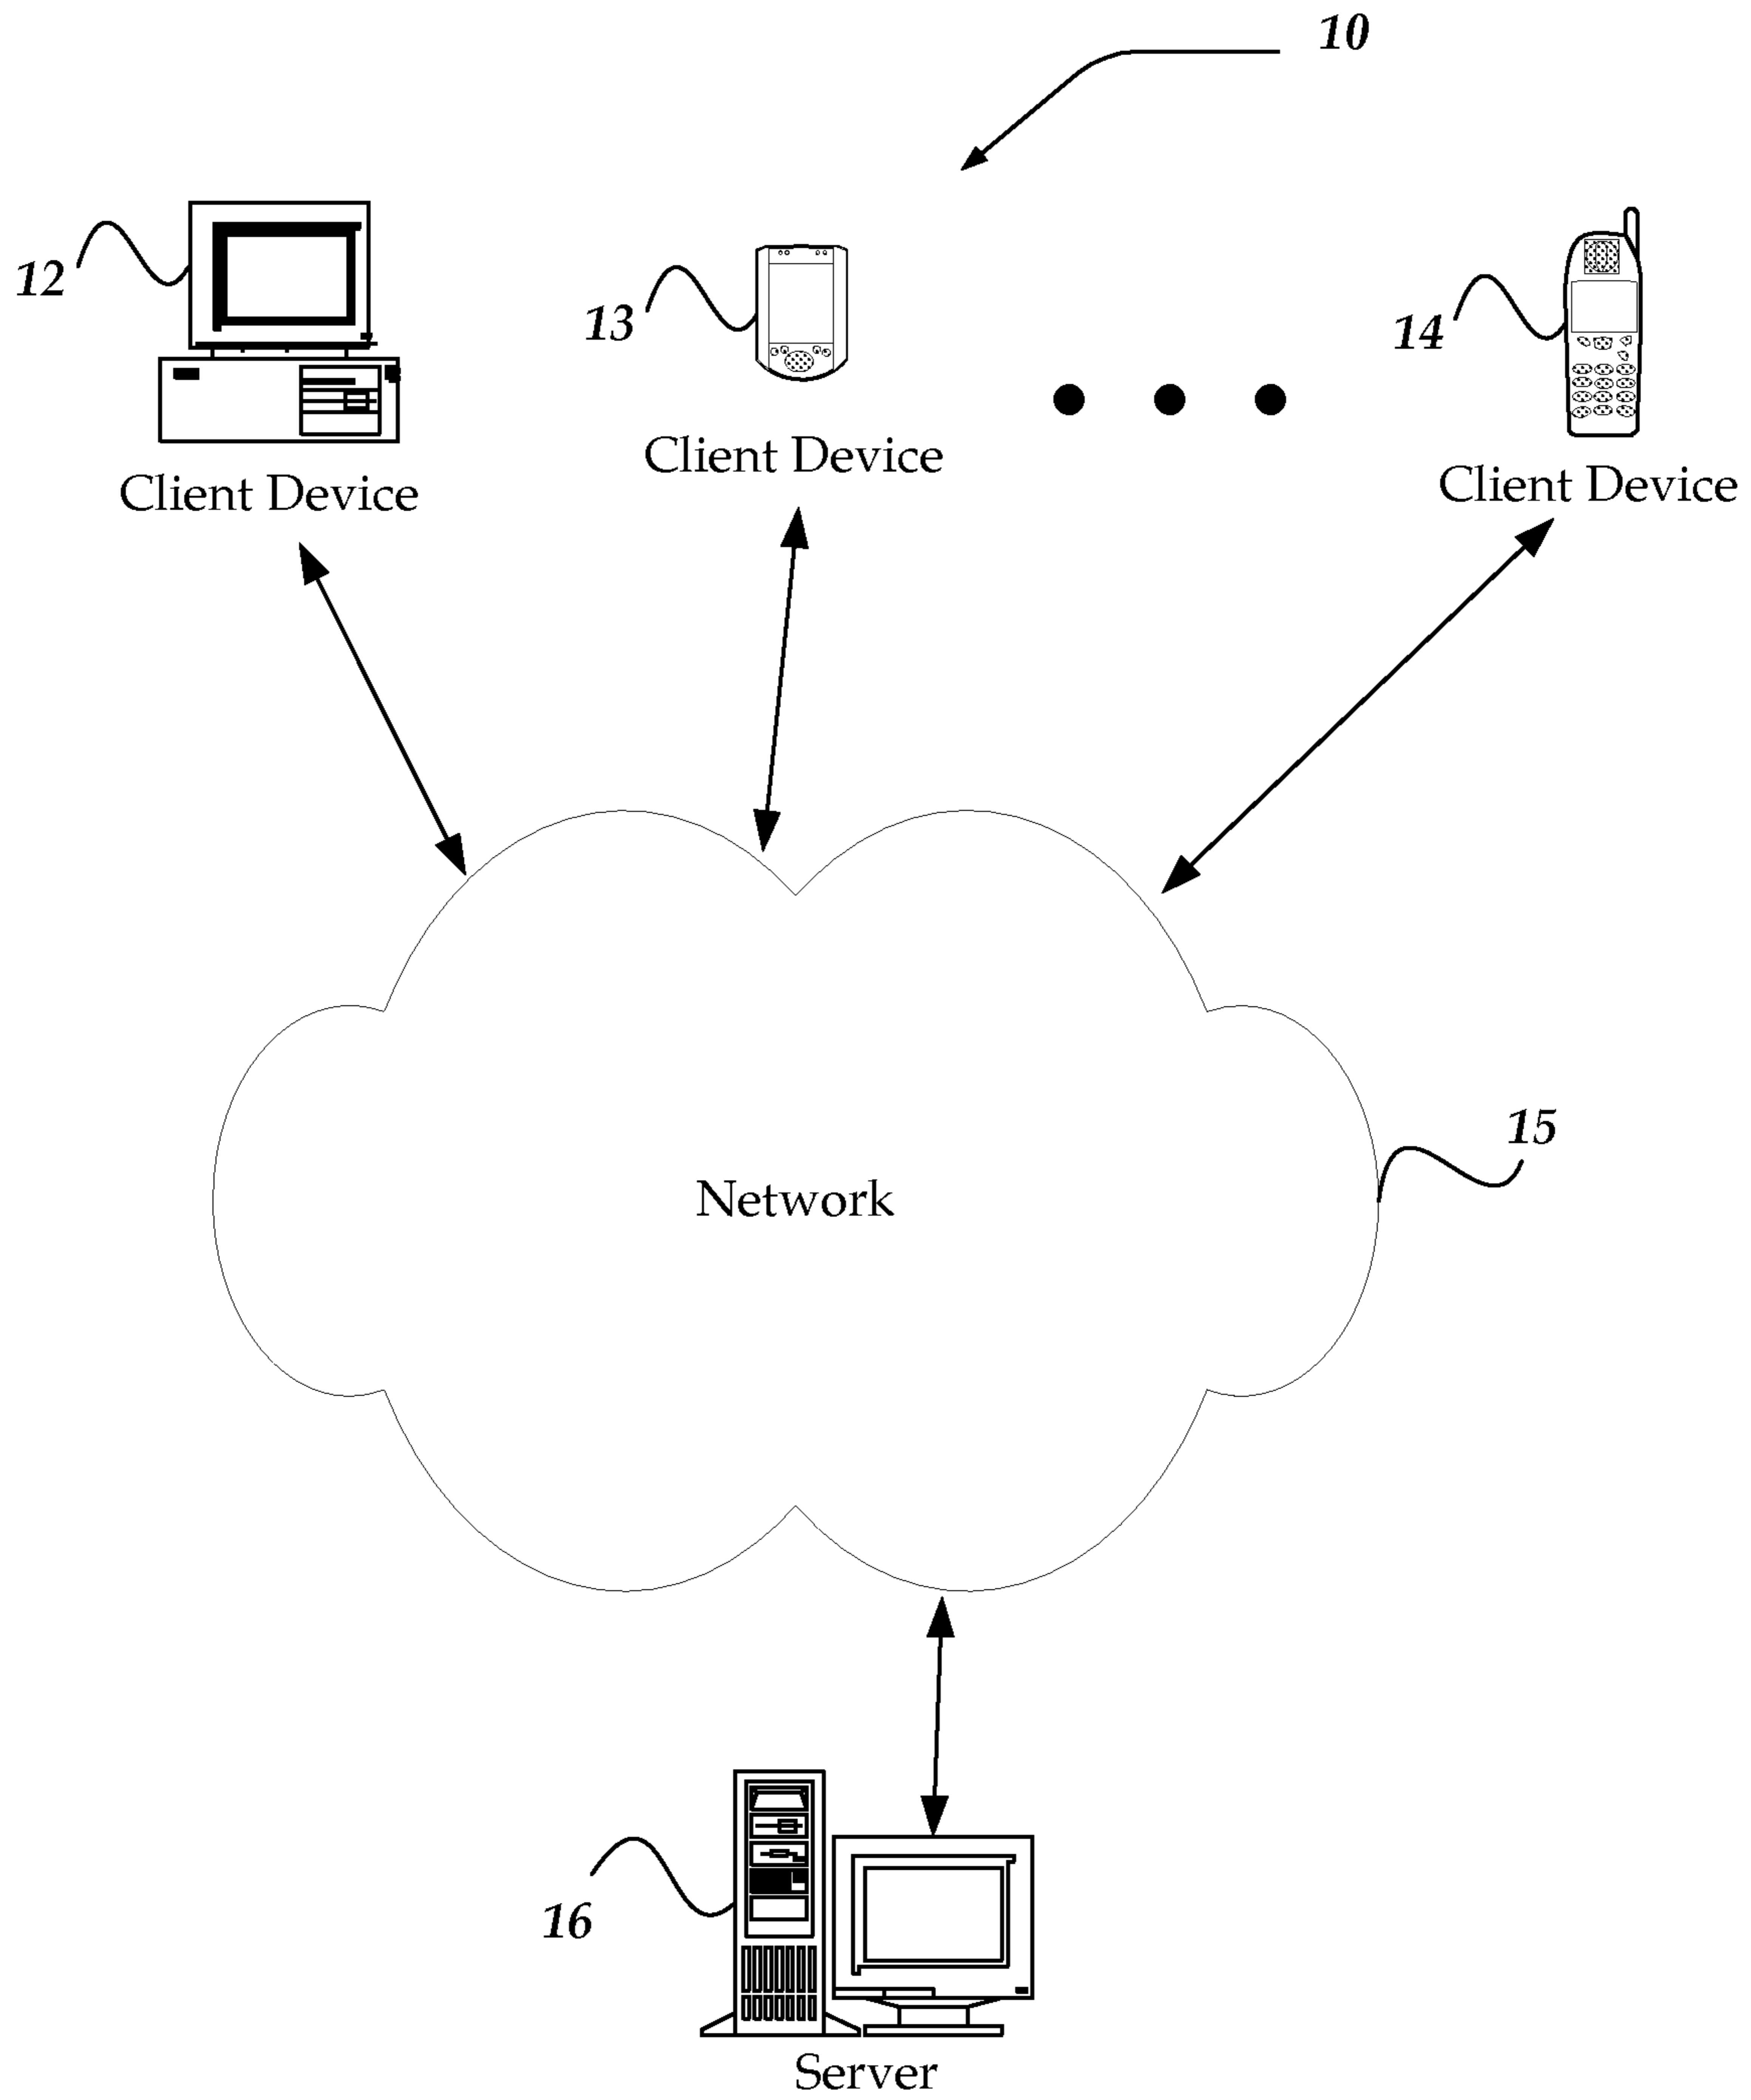 10
12
13
14
Client Device
Client Device
Client Device
15
Network
16
Server